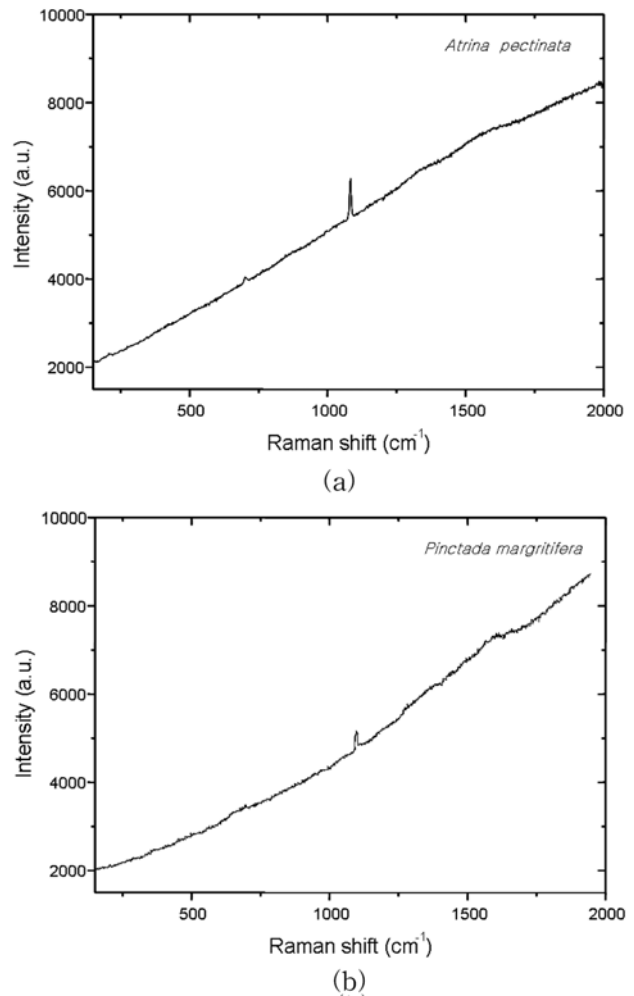 10000
Atrina pectinata
8000
6000
4000
2000
Intensity (a.u.)
500 1000 1500 2000
Raman shift (cm⁻¹)
(a)
10000
Pinctada margritifera
8000
6000
4000
2000
Intensity (a.u.)
500 1000 1500 2000
Raman shift (cm⁻¹)
(b)